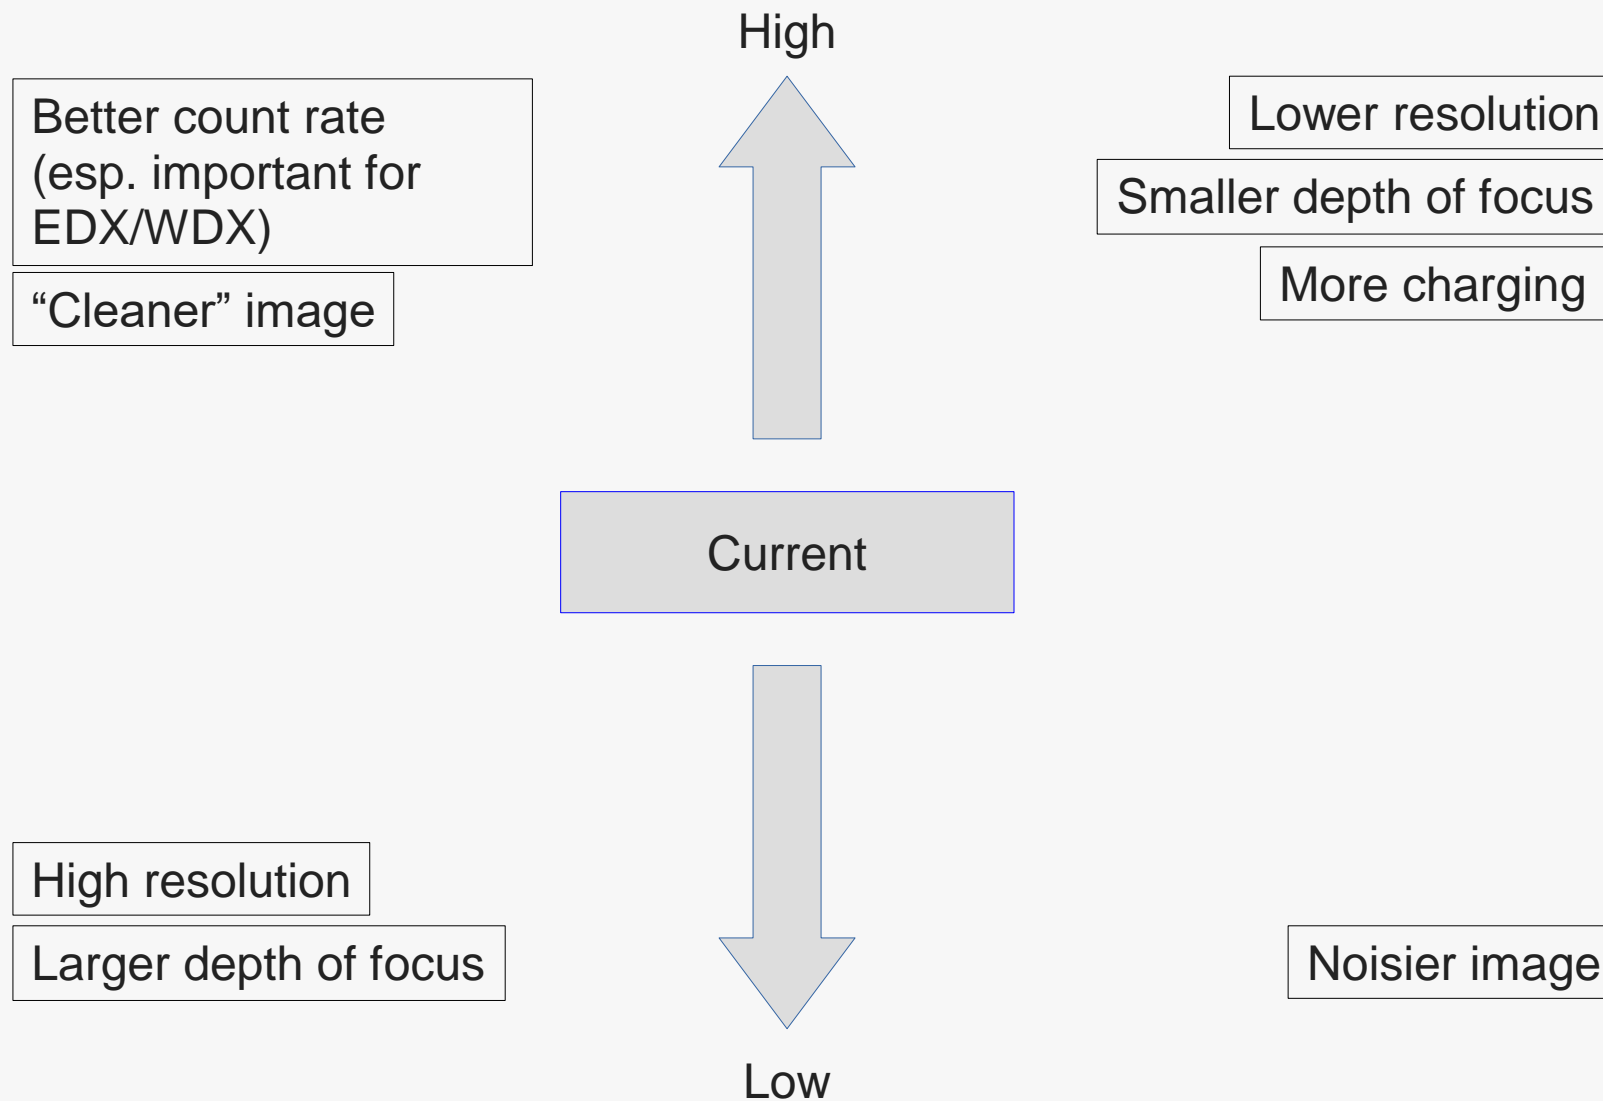 High
Better count rate
(esp. important for
EDX/WDX)
“Cleaner” image
Lower resolution
Smaller depth of focus
More charging
Current
High resolution
Larger depth of focus
Noisier image
Low